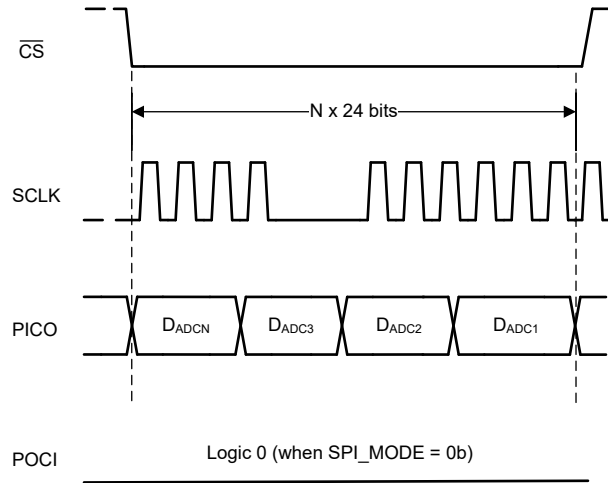 CS
N x 24 bits
SCLK
PICO
DADCN
DADC3
DADC2
DADC1
POCI
Logic 0 (when SPI_MODE = 0b)